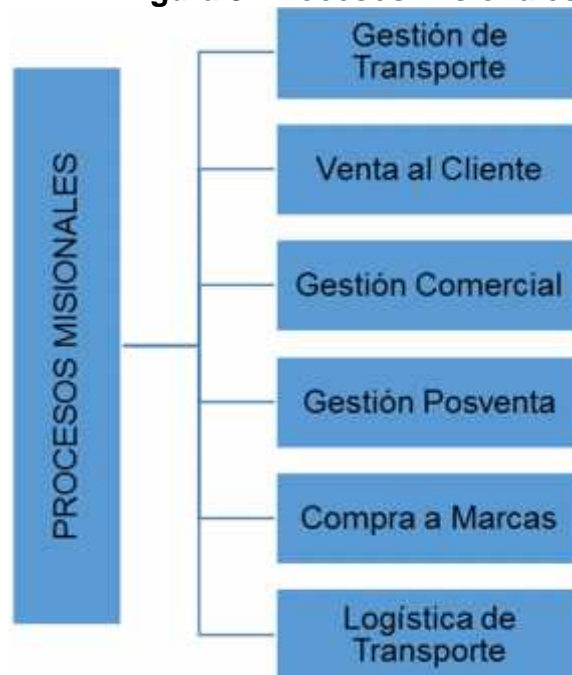 PROCESOS MISIONALES
Gestión de
Transporte
Venta al Cliente
Gestión Comercial
Gestión Posventa
Compra a Marcas
Logística de
Transporte